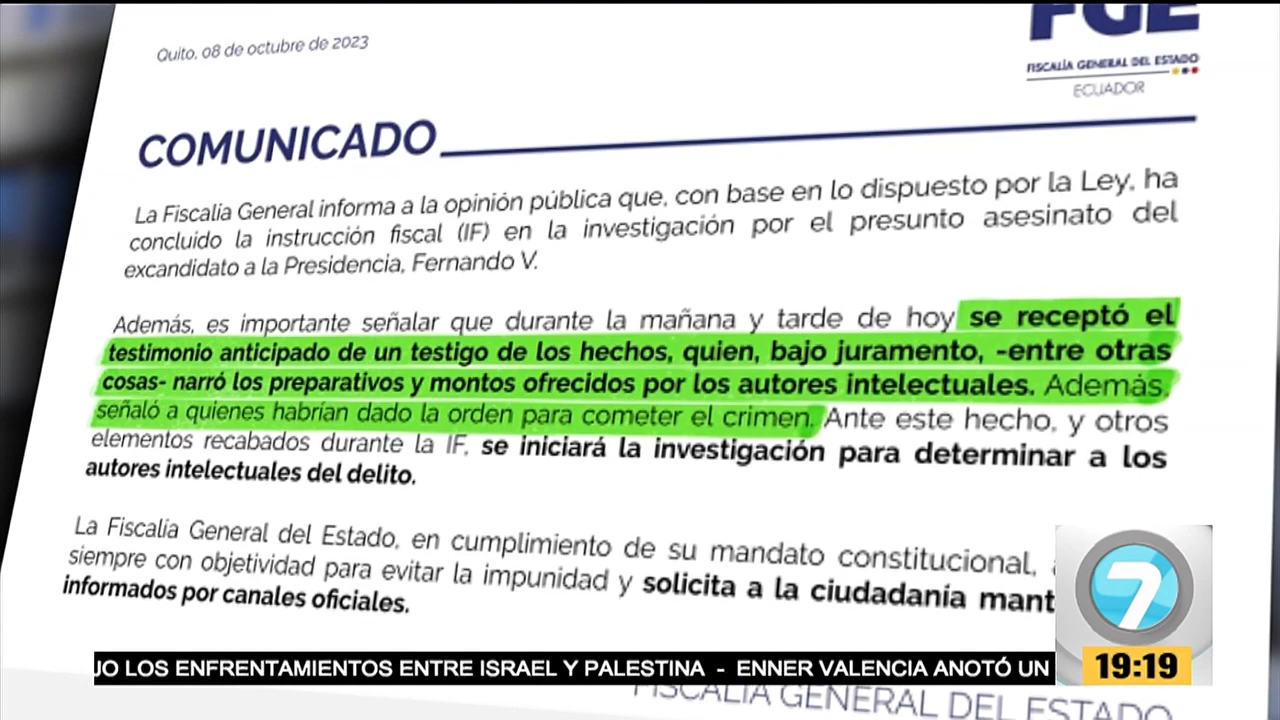 Quito, 08 de octubre de 2023
FGE
FISCALÍA GENERAL DEL ESTADO
ECUADOR
COMUNICADO
La Fiscalía General informa a la opinión pública que, con base en lo dispuesto por la Ley, ha
concluido la instrucción fiscal (IF) en la investigación por el presunto asesinato del
excandidato a la Presidencia, Fernando V.
Además, es importante señalar que durante la mañana y tarde de hoy se receptó el
testimonio anticipado de un testigo de los hechos, quien, bajo juramento, -entre otras
cosas- narró los preparativos y montos ofrecidos por los autores intelectuales. Además,
señaló a quienes habrían dado la orden para cometer el crimen. Ante este hecho, y otros
elementos recabados durante la IF, se iniciará la investigación para determinar a los
autores intelectuales del delito.
La Fiscalía General del Estado, en cumplimiento de su mandato constitucional,
siempre con objetividad para evitar la impunidad y solicita a la ciudadanía mant
informados por canales oficiales.
7
19:19
JO LOS ENFRENTAMIENTOS ENTRE ISRAEL Y PALESTINA - ENNER VALENCIA ANOTÓ UN
FISCALÍA GENERAL DEL ESTADO